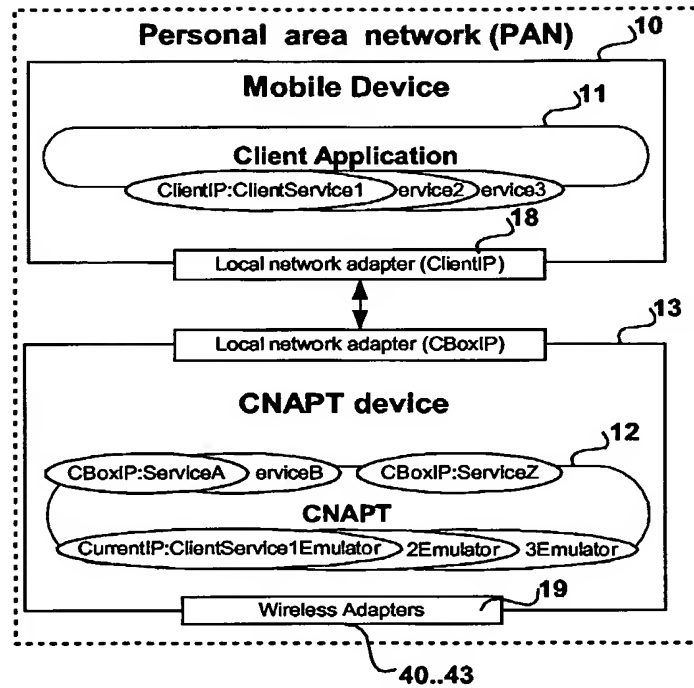 Personal area network (PAN)
10
Mobile Device
11
Client Application
ClientIP:ClientService1 ervice2 ervice3
18
Local network adapter (ClientIP)
Local network adapter (CBoxIP)
13
CNAPT device
12
CBoxIP:ServiceA erviceB CBoxIP:ServiceZ
CNAPT
CurrentIP:ClientService1Emulator 2Emulator 3Emulator
Wireless Adapters
19
40..43